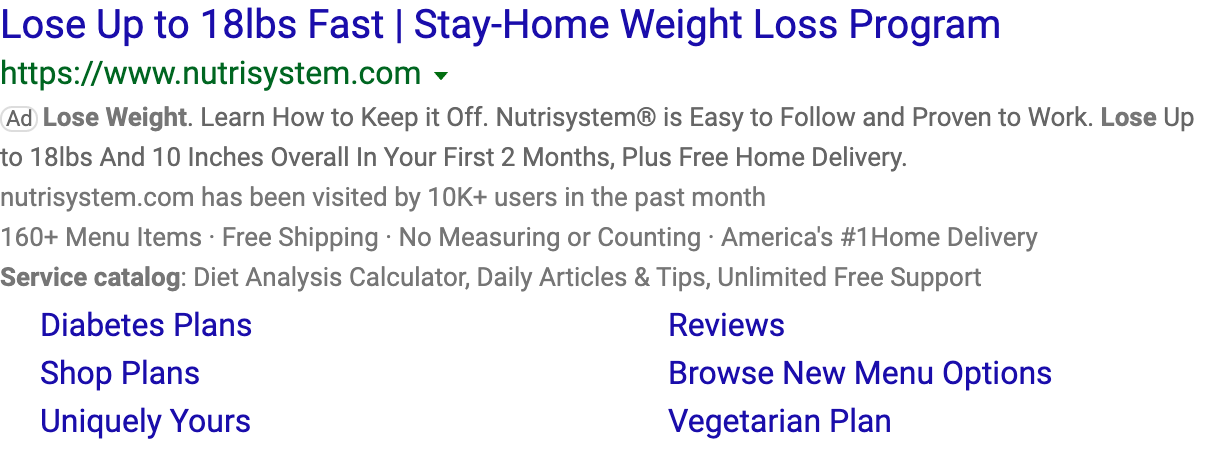 Lose Up to 18lbs Fast | Stay-Home Weight Loss Program
https://www.nutrisystem.com
Ad Lose Weight. Learn How to Keep it Off. Nutrisystem® is Easy to Follow and Proven to Work. Lose Up
to 18lbs And 10 Inches Overall In Your First 2 Months, Plus Free Home Delivery.
nutrisystem.com has been visited by 10K+ users in the past month
160+ Menu Items · Free Shipping · No Measuring or Counting · America's #1Home Delivery
Service catalog: Diet Analysis Calculator, Daily Articles & Tips, Unlimited Free Support
Diabetes Plans
Reviews
Shop Plans
Browse New Menu Options
Uniquely Yours
Vegetarian Plan